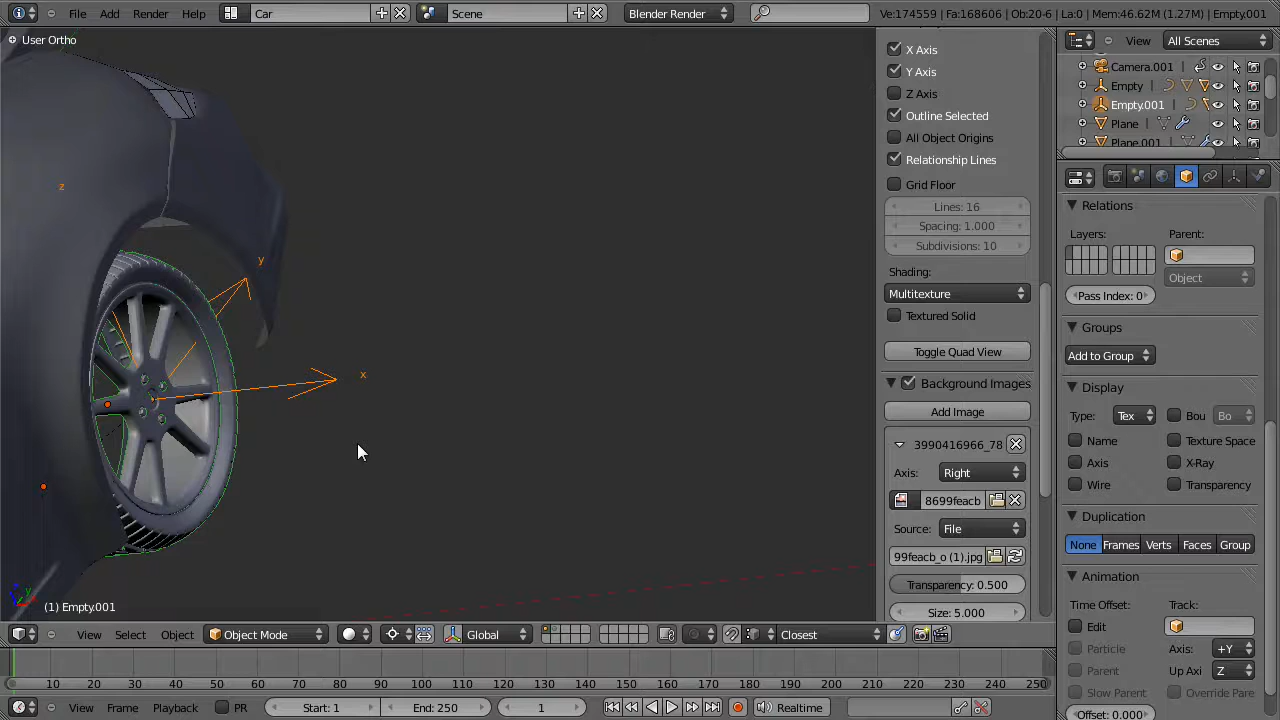 File Add Render Help Car Scene Blender Render Ve:174559 | Fa:168606 | Ob:20-6 | La:0 | Mem:46.62M (1.27M) | Empty.001
User Ortho
View All Scenes
Camera.001
Empty
Empty.001
Plane
Plane.001
X Axis
Y Axis
Z Axis
Outline Selected
All Object Origins
Relationship Lines
Grid Floor
Lines: 16
Spacing: 1.000
Subdivisions: 10
Shading:
Multitexture
Textured Solid
Toggle Quad View
Background Images
Add Image
3990416966_78
Axis: Right
8699feacb
Source: File
99feacb_o (1).jpg
Transparency: 0.500
Size: 5.000
Relations
Layers: Parent:
Object
Pass Index: 0
Groups
Add to Group
Display
Type: Tex Bou Bo
Name Texture Space
Axis X-Ray
Wire Transparency
Duplication
None Frames Verts Faces Group
Animation
Time Offset: Track:
Edit
Particle Axis: +Y
Parent Up Axi Z
Slow Parent Override Pare
Offset: 0.000
z
y
x
(1) Empty.001
View Select Object Object Mode Global Closest
10 20 30 40 50 60 70 80 90 100 110 120 130 140 150 160 170 180 190 200 210 220 230 240 250
View Frame Playback PR Start: 1 End: 250 1 Realtime